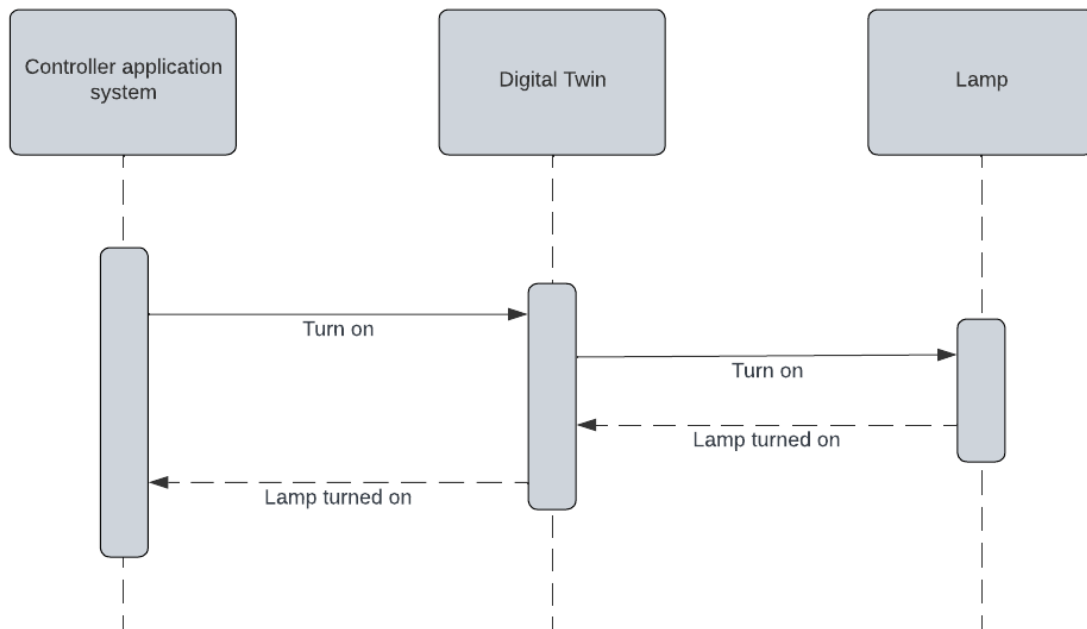 Controller application
system
Digital Twin
Lamp
Turn on
Turn on
Lamp turned on
Lamp turned on